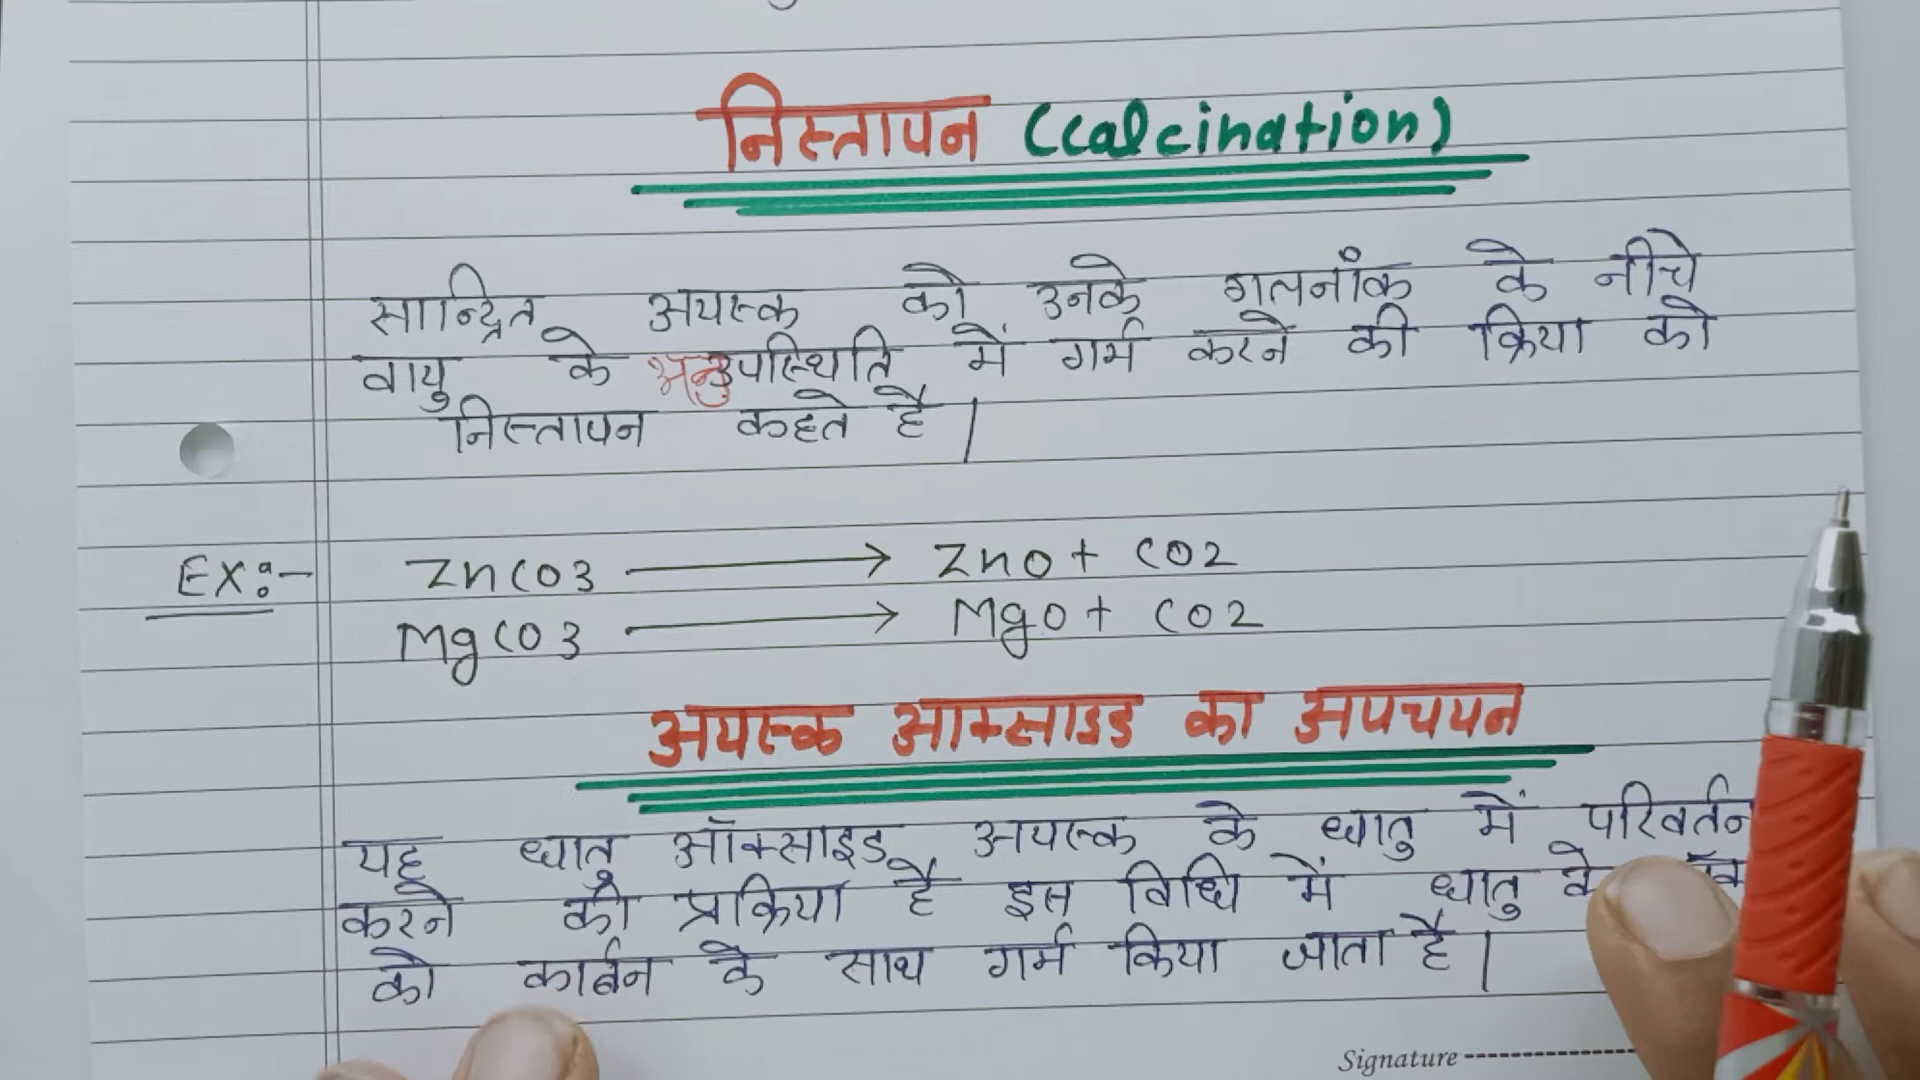 निस्तापन (Calcination)
सान्द्रित अयस्क को उनके गलनांक के नीचे
वायु के अनुउपस्थिति में गर्म करने की क्रिया को
निस्तापन कहते है |
EX:- ZnCO3 → ZnO + CO2
MgCO3 → MgO + CO2
अयस्क आक्साइड का अपचयन
यह धातु ऑक्साइड अयस्क के धातु में परिवर्तन
करने की प्रक्रिया है इस विधि में धातु के
को कार्बन के साथ गर्म किया जाता है |
Signature